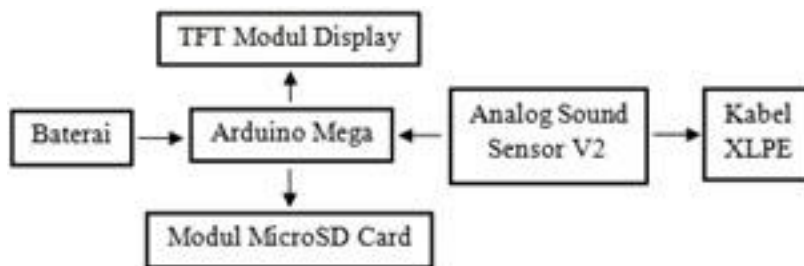 TFT Modul Display
Baterai
Arduino Mega
Analog Sound
Sensor V2
Kabel
XLPE
Modul MicroSD Card